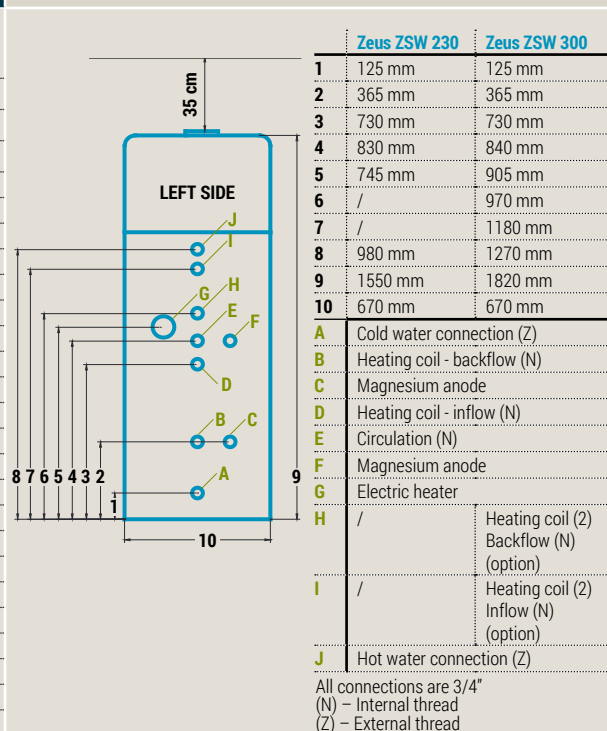 35 cm
LEFT SIDE
J
I
H
G
E
F
D
B
C
A
8 7 6 5 4 3 2
1
9
10
Zeus ZSW 230 Zeus ZSW 300
1 125 mm 125 mm
2 365 mm 365 mm
3 730 mm 730 mm
4 830 mm 840 mm
5 745 mm 905 mm
6 / 970 mm
7 / 1180 mm
8 980 mm 1270 mm
9 1550 mm 1820 mm
10 670 mm 670 mm
A Cold water connection (Z)
B Heating coil - backflow (N)
C Magnesium anode
D Heating coil - inflow (N)
E Circulation (N)
F Magnesium anode
G Electric heater
H / Heating coil (2)
Backflow (N)
(option)
I / Heating coil (2)
Inflow (N)
(option)
J Hot water connection (Z)
All connections are 3/4"
(N) – Internal thread
(Z) – External thread